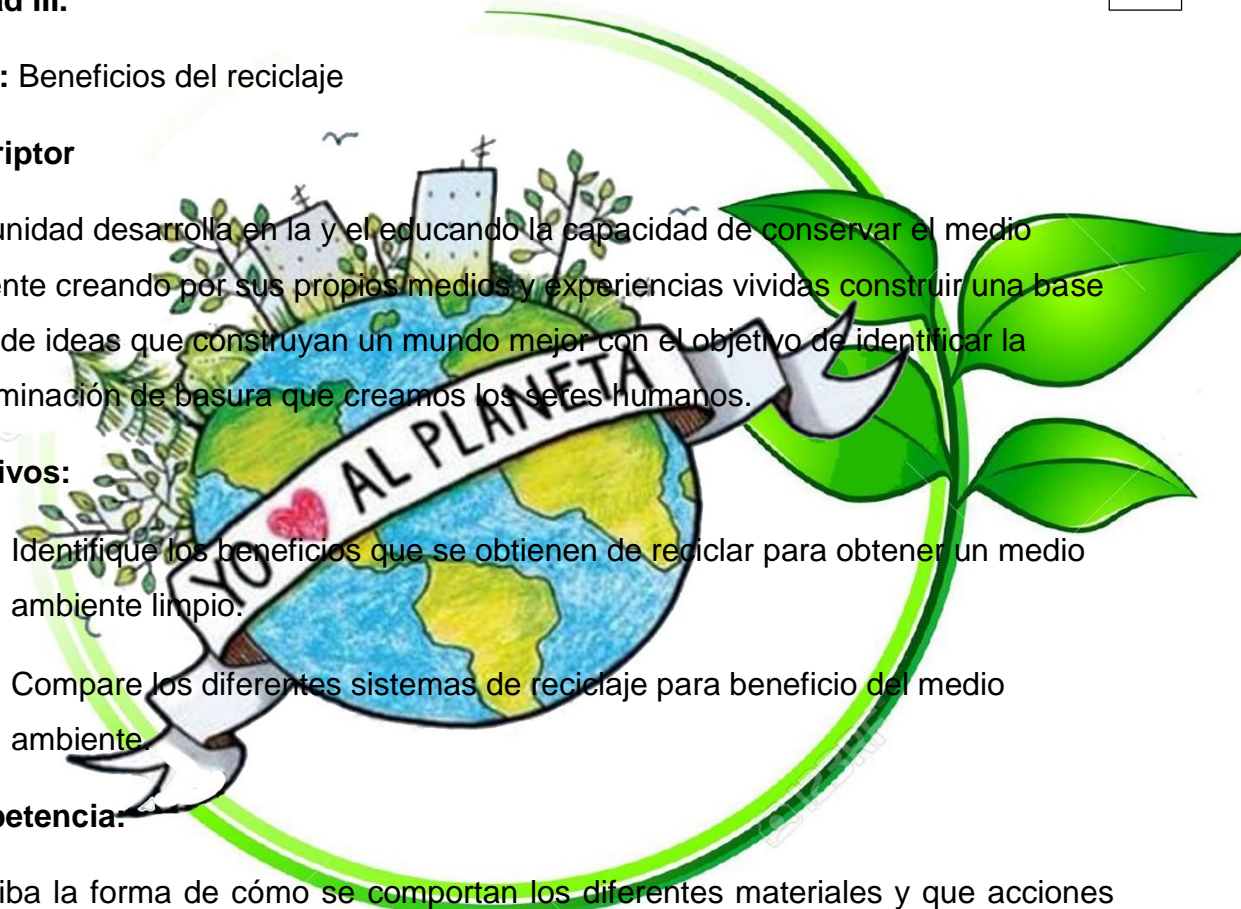 ad III.
: Beneficios del reciclaje
riptor
unidad desarrolla en la y el educando la capacidad de conservar el medio
ente creando por sus propios medios y experiencias vividas construir una base
de ideas que construyan un mundo mejor con el objetivo de identificar la
minación de basura que creamos los seres humanos.
ivos:
Identifique los beneficios que se obtienen de reciclar para obtener un medio
ambiente limpio.
Compare los diferentes sistemas de reciclaje para beneficio del medio
ambiente.
petencia:
iba la forma de cómo se comportan los diferentes materiales y que acciones
YO AL PLANETA
123RF